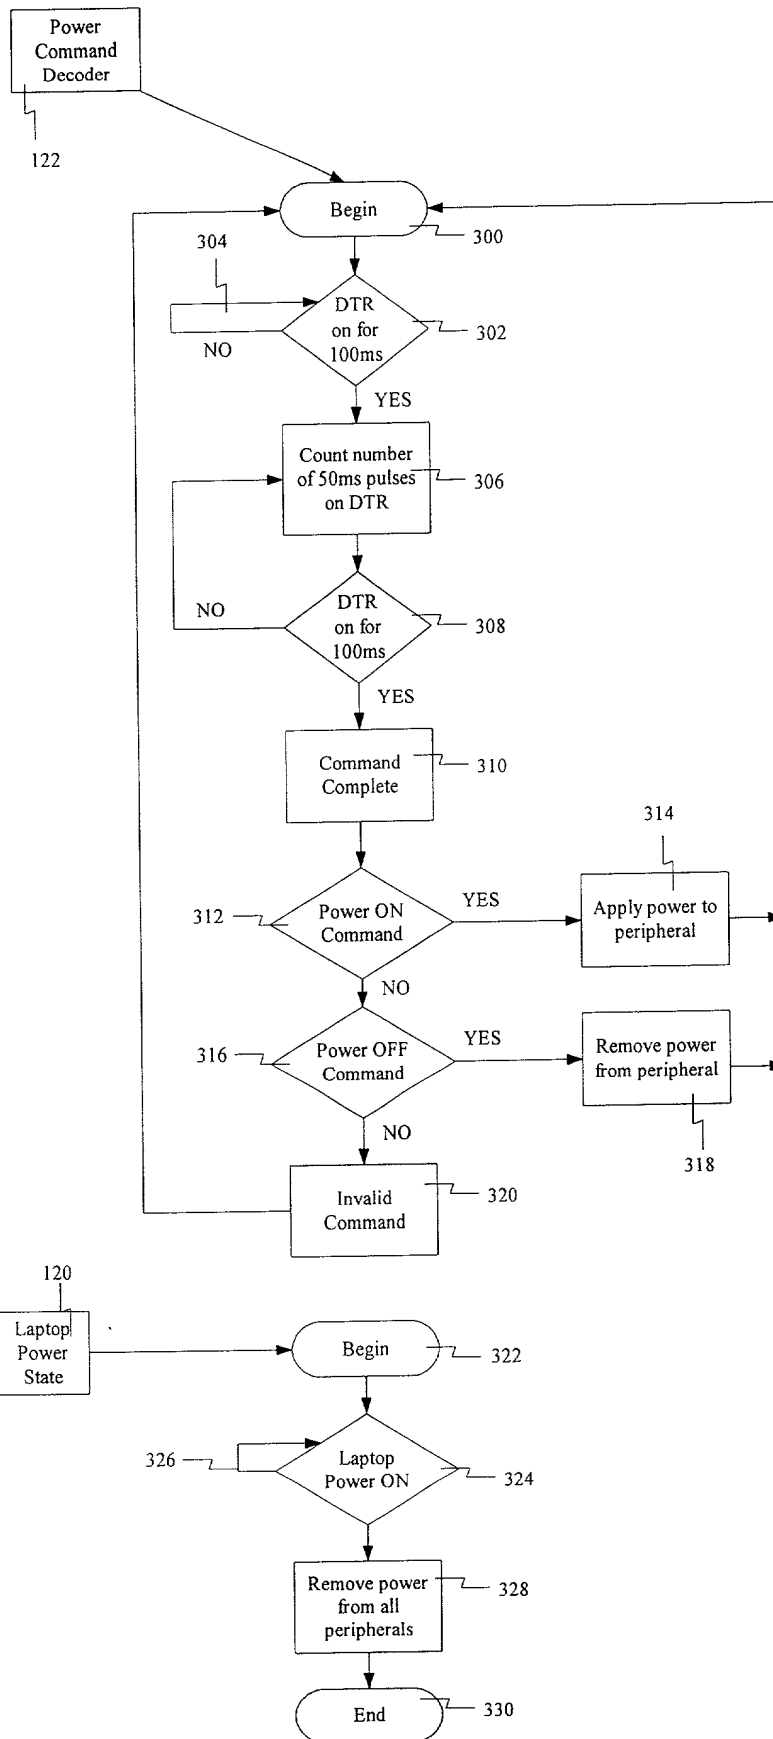 Power
Command
Decoder
122
Begin
300
304
DTR
on for
100ms
302
NO
YES
Count number
of 50ms pulses
on DTR
306
NO
DTR
on for
100ms
308
YES
Command
Complete
310
314
312
Power ON
Command
YES
Apply power to
peripheral
NO
316
Power OFF
Command
YES
Remove power
from peripheral
NO
318
Invalid
Command
320
120
Laptop
Power
State
Begin
322
326
Laptop
Power ON
324
Remove power
from all
peripherals
328
End
330